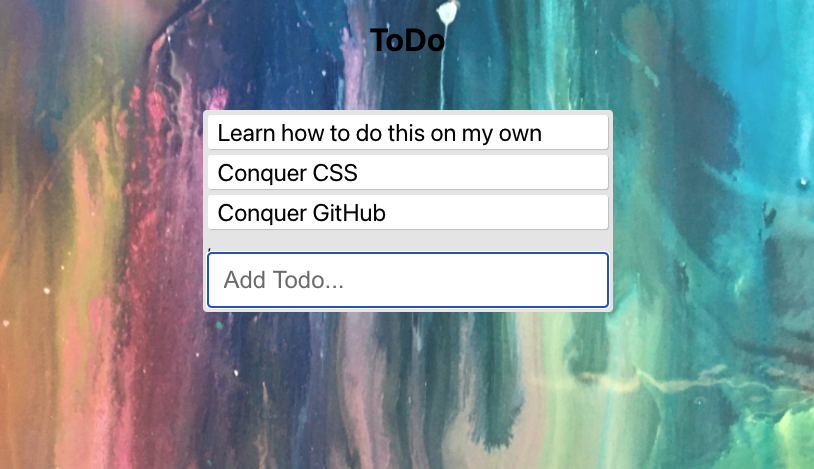 ToDo
Learn how to do this on my own
Conquer CSS
Conquer GitHub
,
Add Todo...